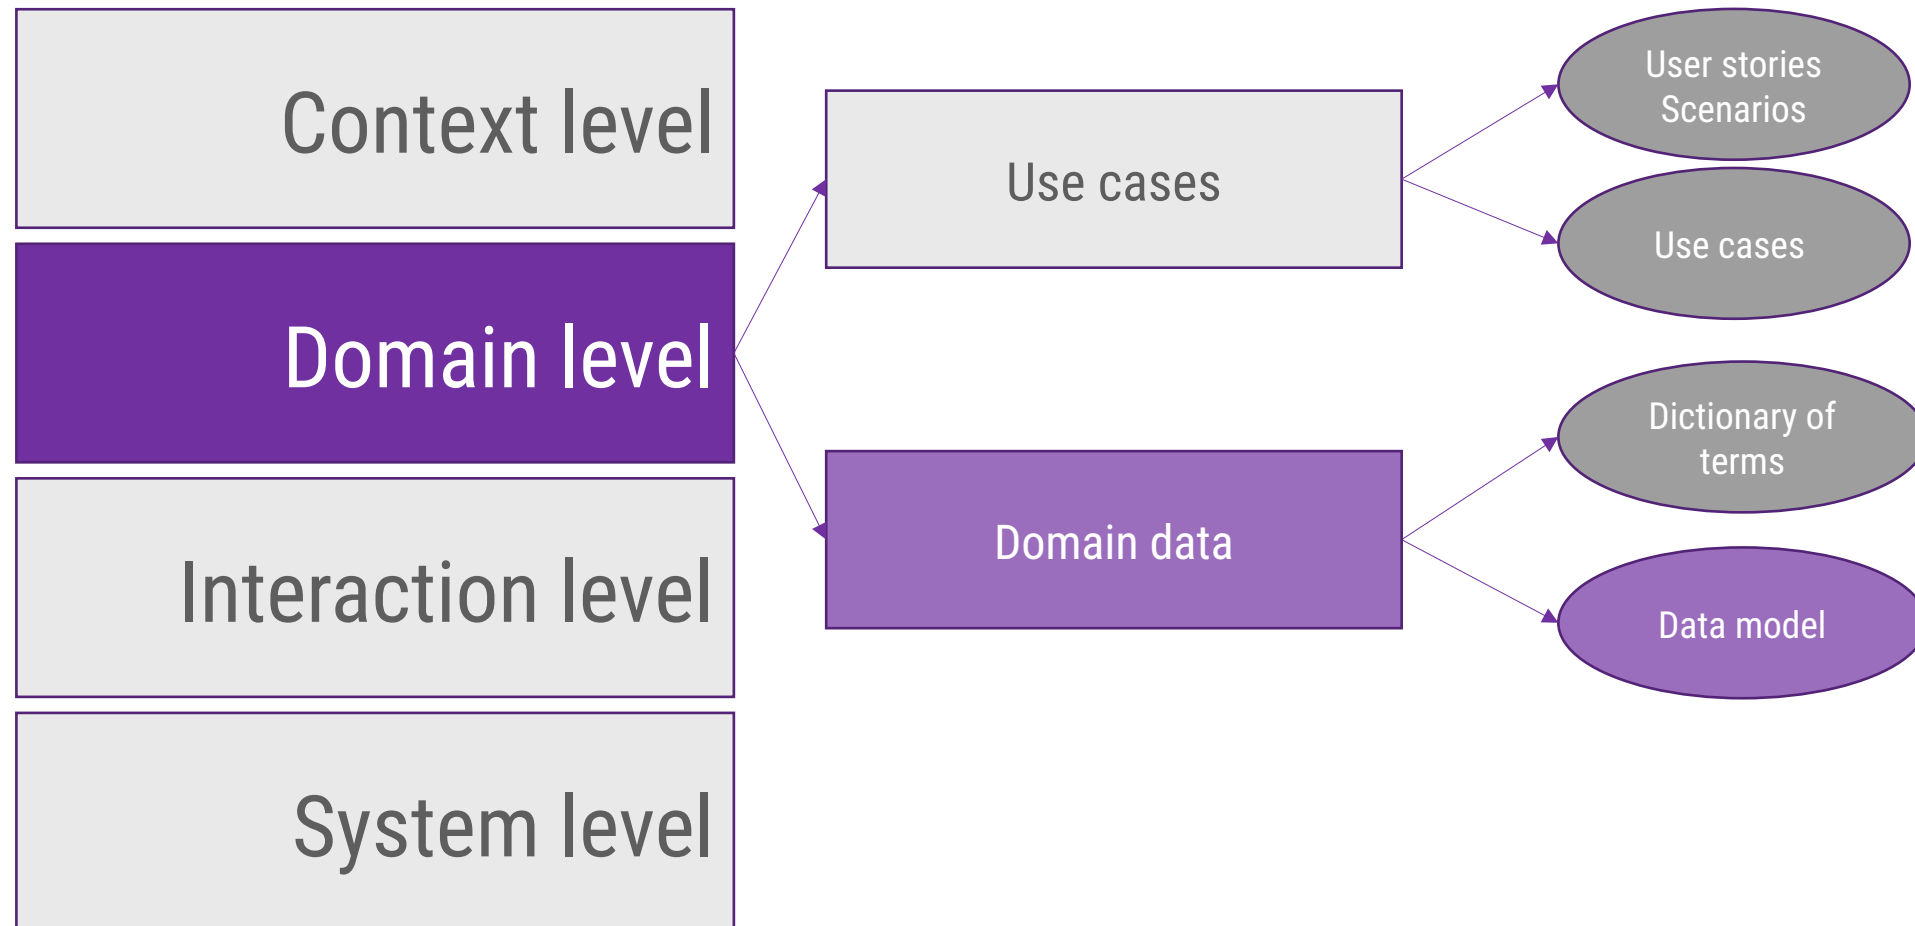 Context level
Domain level
Interaction level
System level
Use cases
Domain data
User stories
Scenarios
Use cases
Dictionary of
terms
Data model